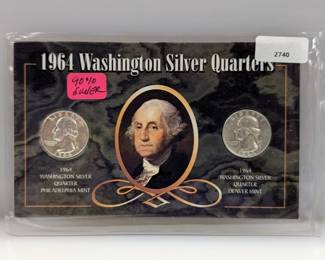 1964 Washington Silver Quarters
2740
90%
SILVER
LIBERTY
1964
WASHINGTON SILVER
QUARTER
PHILADELPHIA MINT
1964
WASHINGTON SILVER
QUARTER
DENVER MINT